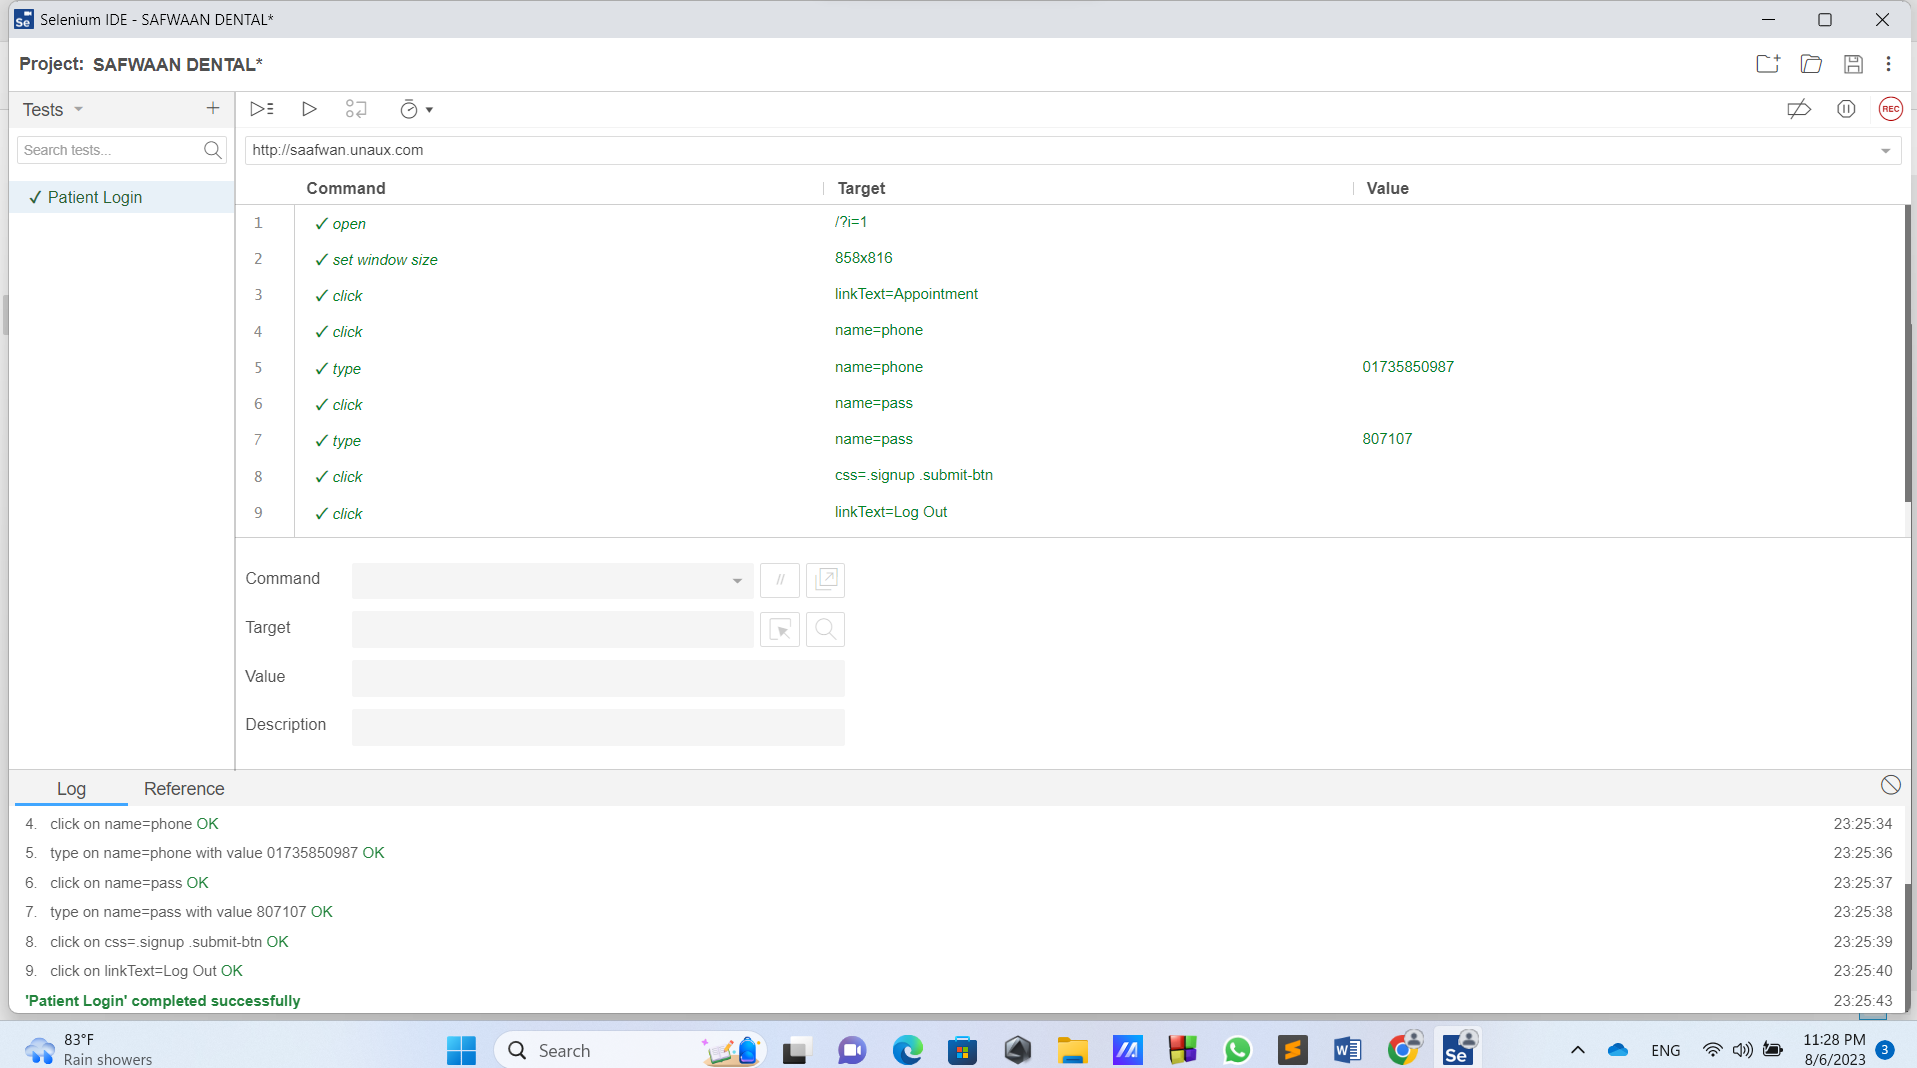 Selenium IDE - SAFWAAN DENTAL*
Project: SAFWAAN DENTAL*
Tests
REC
Search tests...
http://saafwan.unaux.com
✓ Patient Login
Command Target Value
1 ✓ open /?i=1
2 ✓ set window size 858x816
3 ✓ click linkText=Appointment
4 ✓ click name=phone
5 ✓ type name=phone 01735850987
6 ✓ click name=pass
7 ✓ type name=pass 807107
8 ✓ click css=.signup .submit-btn
9 ✓ click linkText=Log Out
Command //
Target
Value
Description
Log Reference
4. click on name=phone OK 23:25:34
5. type on name=phone with value 01735850987 OK 23:25:36
6. click on name=pass OK 23:25:37
7. type on name=pass with value 807107 OK 23:25:38
8. click on css=.signup .submit-btn OK 23:25:39
9. click on linkText=Log Out OK 23:25:40
'Patient Login' completed successfully 23:25:43
83°F
Rain showers
Search
Se
ENG
11:28 PM
8/6/2023
3